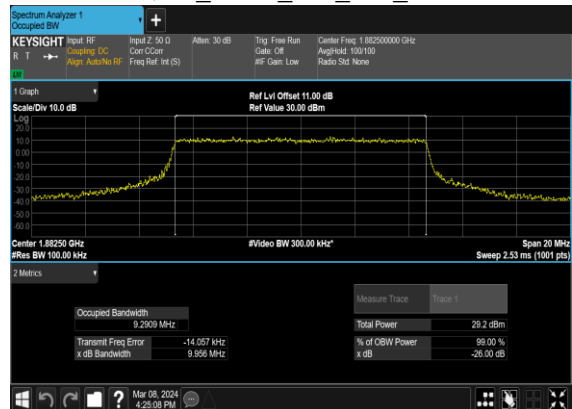 Spectrum Analyzer 1
Occupied BW
+
KEYSIGHT Input: RF Input Z: 50 Ω Atten: 30 dB Trig: Free Run Center Freq: 1.882500000 GHz
R T Coupling: DC Corr CCorr Gate: Off Avg|Hold: 100/100
Align: Auto/No RF Freq Ref: Int (S) #IF Gain: Low Radio Std: None
LW
1 Graph Ref Lvl Offset 11.00 dB
Scale/Div 10.0 dB Ref Value 30.00 dBm
Log
20.0
10.0
0.00
-10.0
-20.0
-30.0
-40.0
-50.0
-60.0
Center 1.88250 GHz #Video BW 300.00 kHz* Span 20 MHz
#Res BW 100.00 kHz Sweep 2.53 ms (1001 pts)
2 Metrics
Measure Trace Trace 1
Occupied Bandwidth
9.2909 MHz Total Power 29.2 dBm
Transmit Freq Error -14.057 kHz % of OBW Power 99.00 %
x dB Bandwidth 9.956 MHz x dB -26.00 dB
? Mar 08, 2024
4:25:08 PM